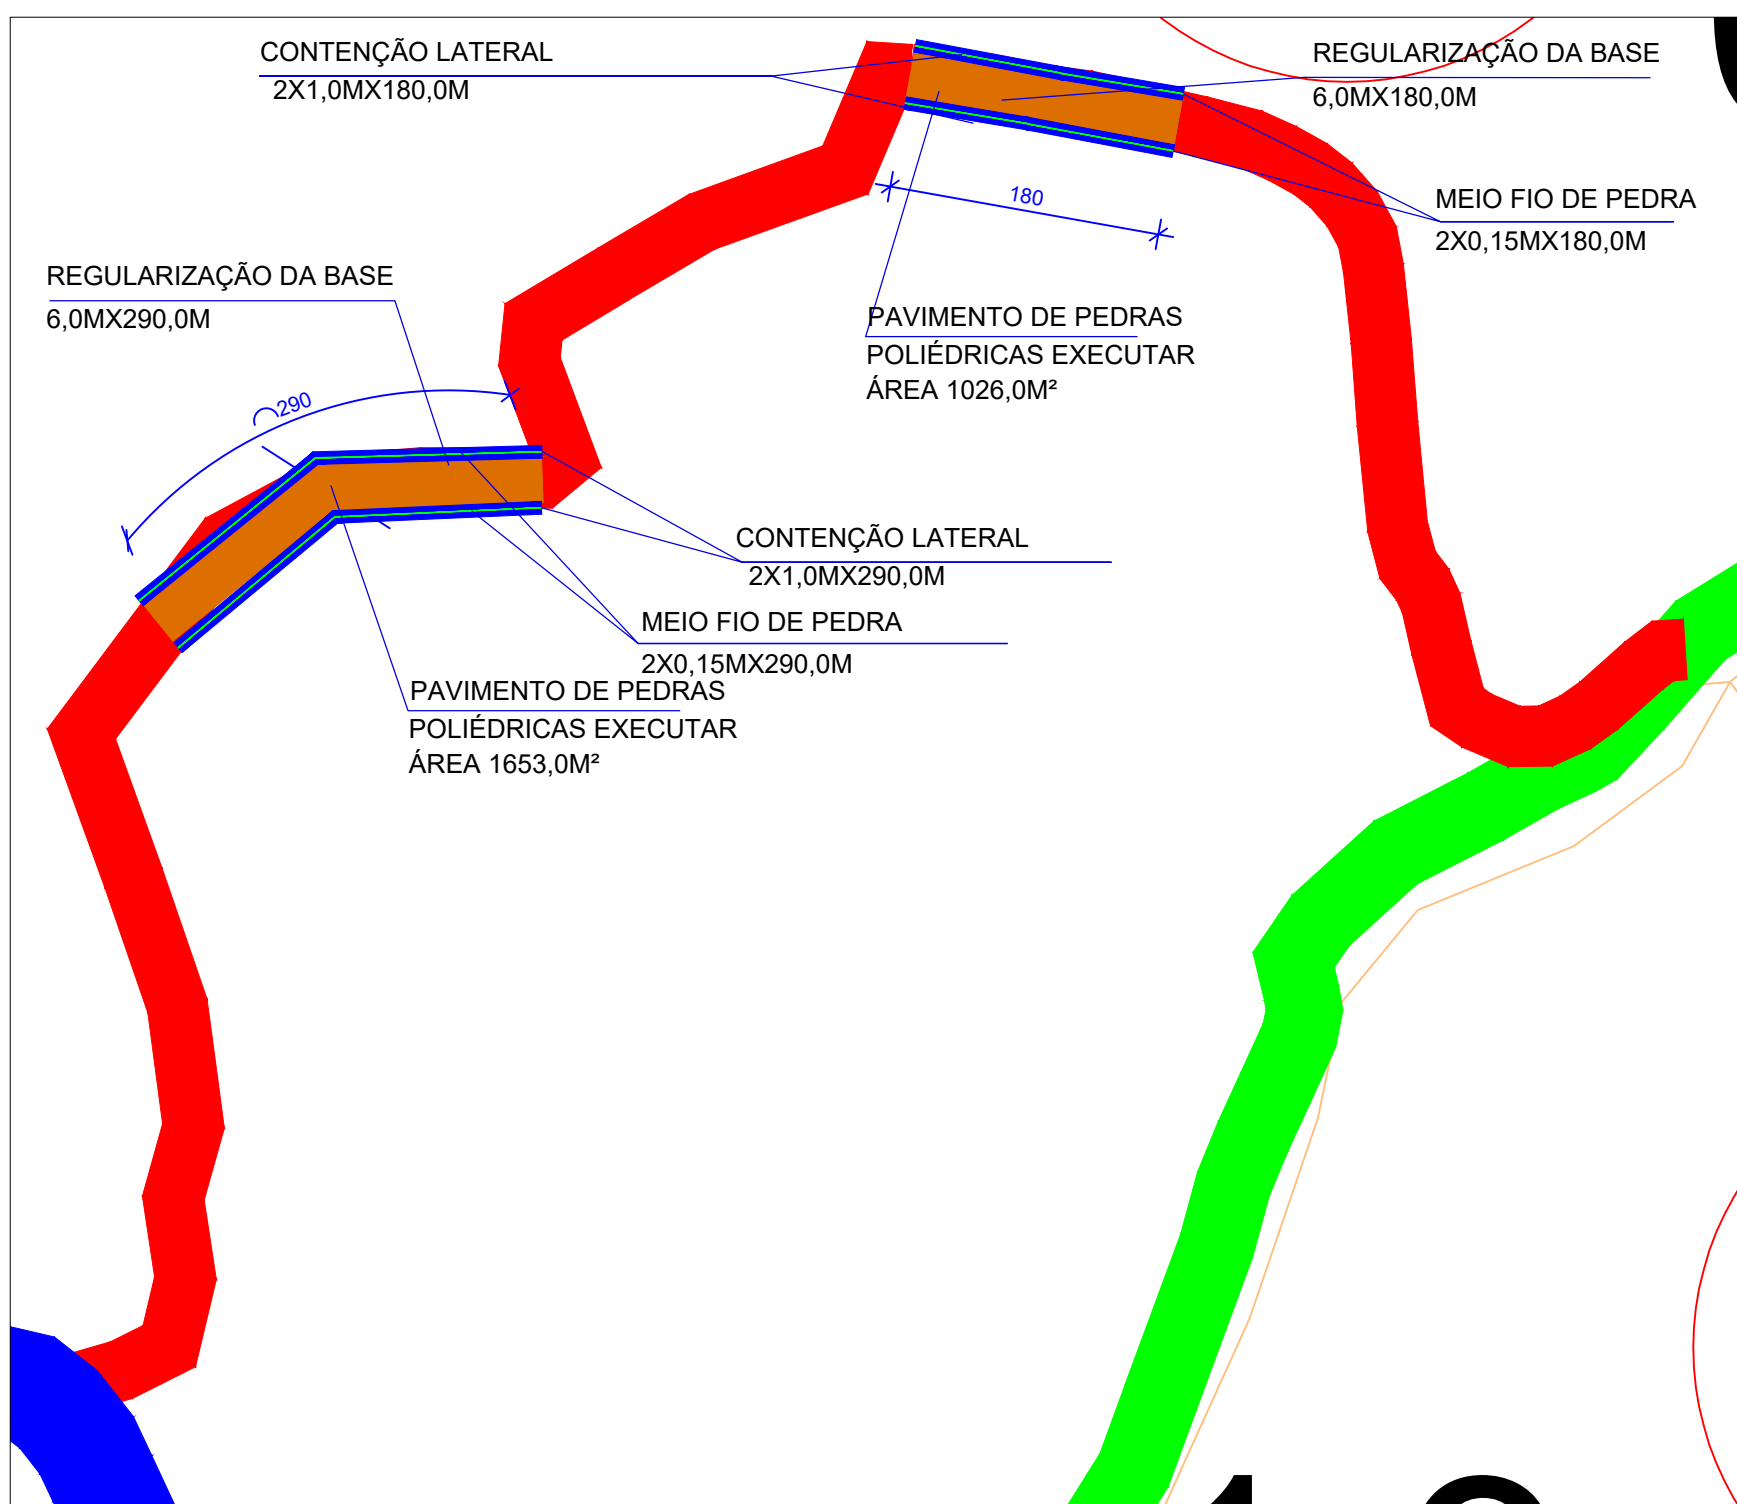 CONTENÇÃO LATERAL
2X1,0MX180,0M
REGULARIZAÇÃO DA BASE
6,0MX180,0M
180
MEIO FIO DE PEDRA
2X0,15MX180,0M
REGULARIZAÇÃO DA BASE
6,0MX290,0M
PAVIMENTO DE PEDRAS
POLIÉDRICAS EXECUTAR
ÁREA 1026,0M²
290
CONTENÇÃO LATERAL
2X1,0MX290,0M
MEIO FIO DE PEDRA
2X0,15MX290,0M
PAVIMENTO DE PEDRAS
POLIÉDRICAS EXECUTAR
ÁREA 1653,0M²